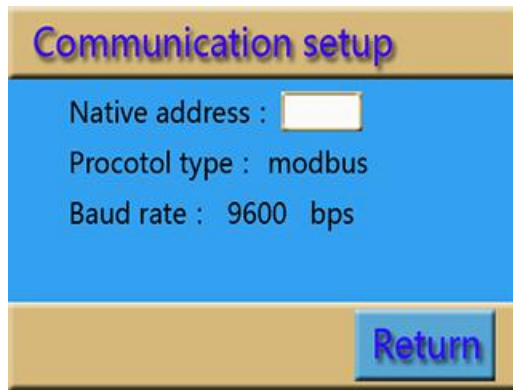 Communication setup
Native address :
Procotol type : modbus
Baud rate : 9600 bps
Return